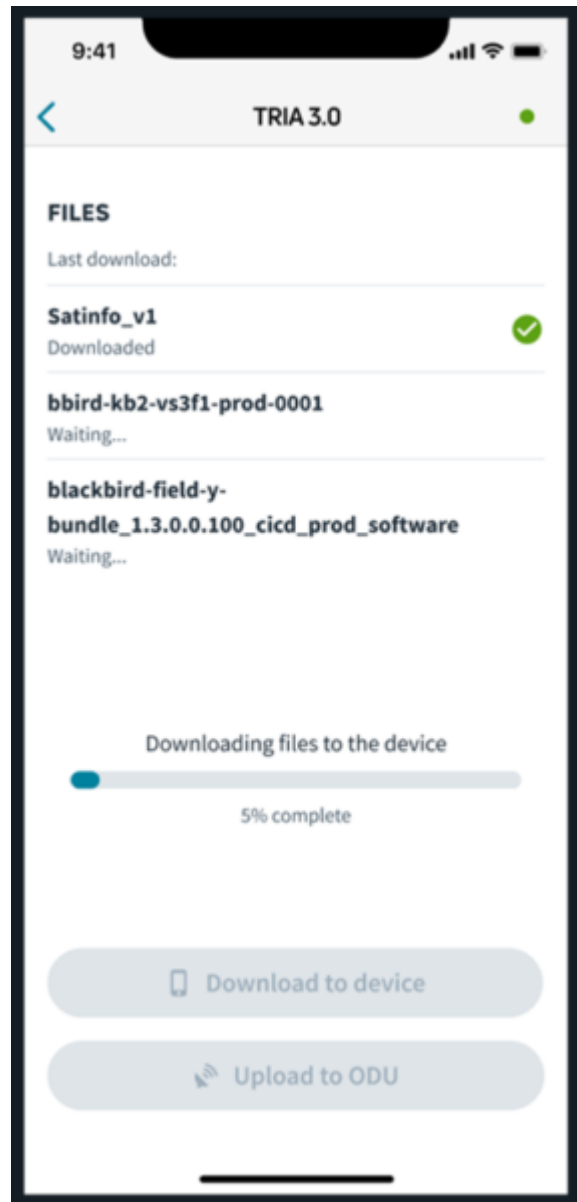 9:41
TRIA 3.0
FILES
Last download:
Satinfo_v1
Downloaded
bbird-kb2-vs3f1-prod-0001
Waiting...
blackbird-field-y-
bundle_1.3.0.0.100_cicd_prod_software
Waiting...
Downloading files to the device
5% complete
Download to device
Upload to ODU